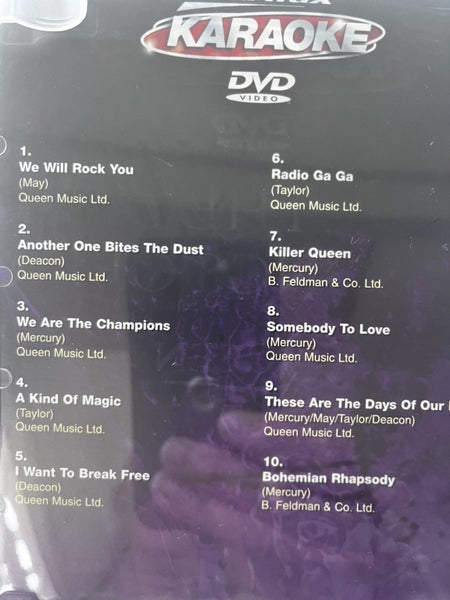 KARAOKE
DVD
VIDEO
1.
We Will Rock You
(May)
Queen Music Ltd.
2.
Another One Bites The Dust
(Deacon)
Queen Music Ltd.
3.
We Are The Champions
(Mercury)
Queen Music Ltd.
4.
A Kind Of Magic
(Taylor)
Queen Music Ltd.
5.
I Want To Break Free
(Deacon)
Queen Music Ltd.
6.
Radio Ga Ga
(Taylor)
Queen Music Ltd.
7.
Killer Queen
(Mercury)
B. Feldman & Co. Ltd.
8.
Somebody To Love
(Mercury)
Queen Music Ltd.
9.
These Are The Days Of Our
(Mercury/May/Taylor/Deacon)
Queen Music Ltd.
10.
Bohemian Rhapsody
(Mercury)
B. Feldman & Co. Ltd.